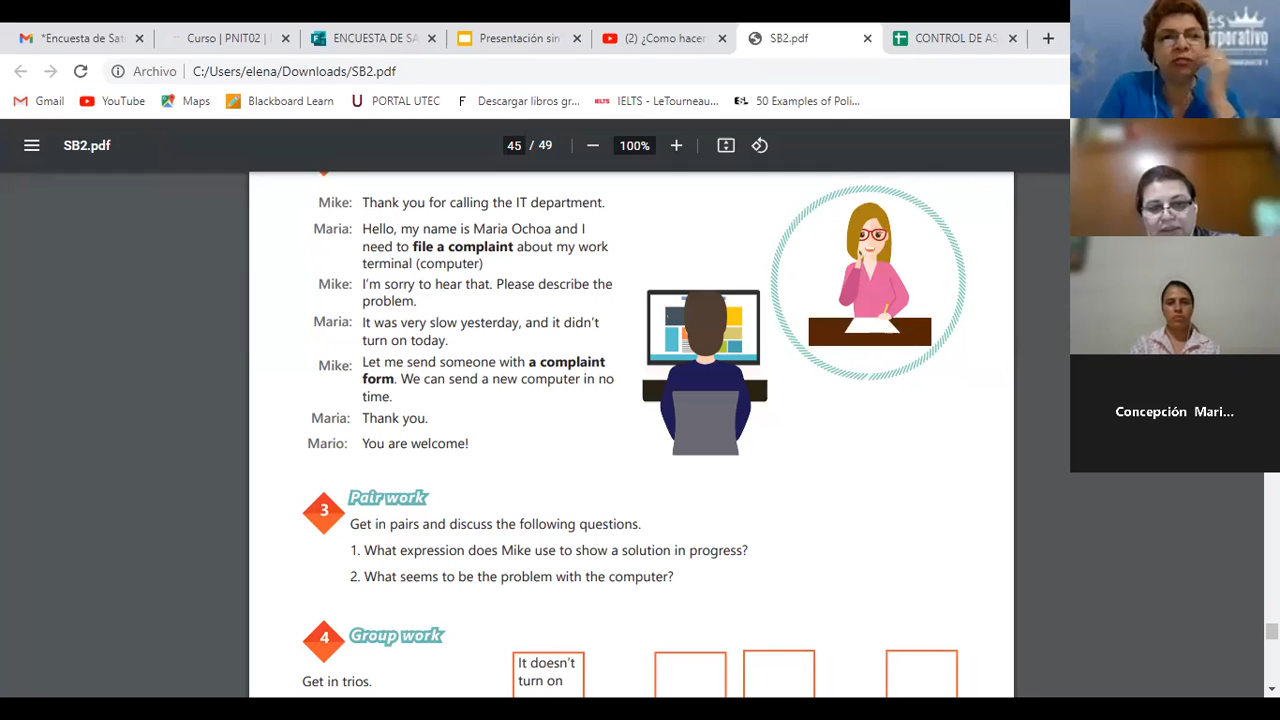 *Encuesta de Sat
Curso | PNIT02 |
ENCUESTA DE SA
Presentación sin
(2) ¿Como hacer
SB2.pdf
CONTROL DE AS
Archivo
C:/Users/elena/Downloads/SB2.pdf
Gmail
YouTube
Maps
Blackboard Learn
PORTAL UTEC
Descargar libros gr...
IELTS - LeTourneau...
50 Examples of Poli...
SB2.pdf
45 / 49
100%
Mike: Thank you for calling the IT department.
Maria: Hello, my name is Maria Ochoa and I
need to file a complaint about my work
terminal (computer)
Mike: I'm sorry to hear that. Please describe the
problem.
Maria: It was very slow yesterday, and it didn't
turn on today.
Mike: Let me send someone with a complaint
form. We can send a new computer in no
time.
Maria: Thank you.
Mario: You are welcome!
3 Pair work
Get in pairs and discuss the following questions.
1. What expression does Mike use to show a solution in progress?
2. What seems to be the problem with the computer?
4 Group work
Get in trios.
It doesn't
turn on
Concepción Mari...